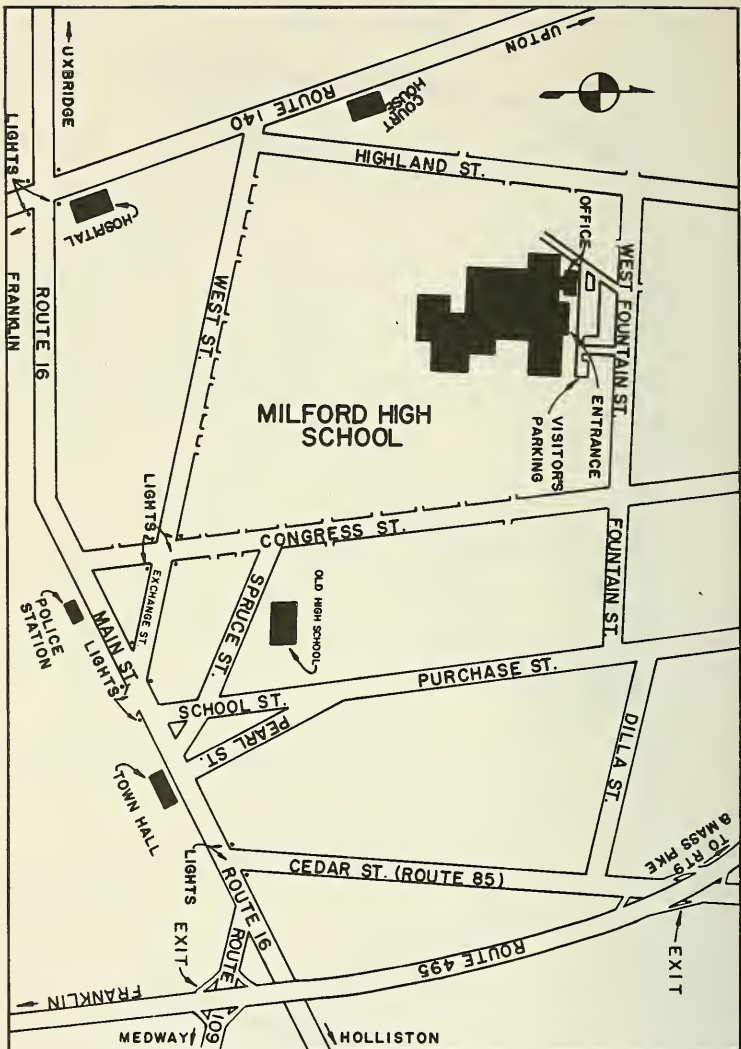 UPTON
UXBRIDGE
ROUTE 140
COURT
HOUSE
HIGHLAND ST.
LIGHTS
HOSPITAL
FRANKLIN
ROUTE 16
WEST ST.
OFFICE
WEST FOUNTAIN ST.
ENTRANCE
VISITOR'S
PARKING
MILFORD HIGH
SCHOOL
LIGHTS
CONGRESS ST.
FOUNTAIN ST.
EXCHANGE ST.
SPRUCE ST.
OLD HIGH SCHOOL
POLICE
STATION
MAIN ST.
LIGHTS
SCHOOL ST.
PEARL ST.
PURCHASE ST.
DILLA ST.
TOWN HALL
TO RT 9
& MASS PIKE
CEDAR ST. (ROUTE 85)
LIGHTS
ROUTE 16
EXIT
ROUTE 109
ROUTE 495
EXIT
FRANKLIN
MEDWAY
HOLLISTON